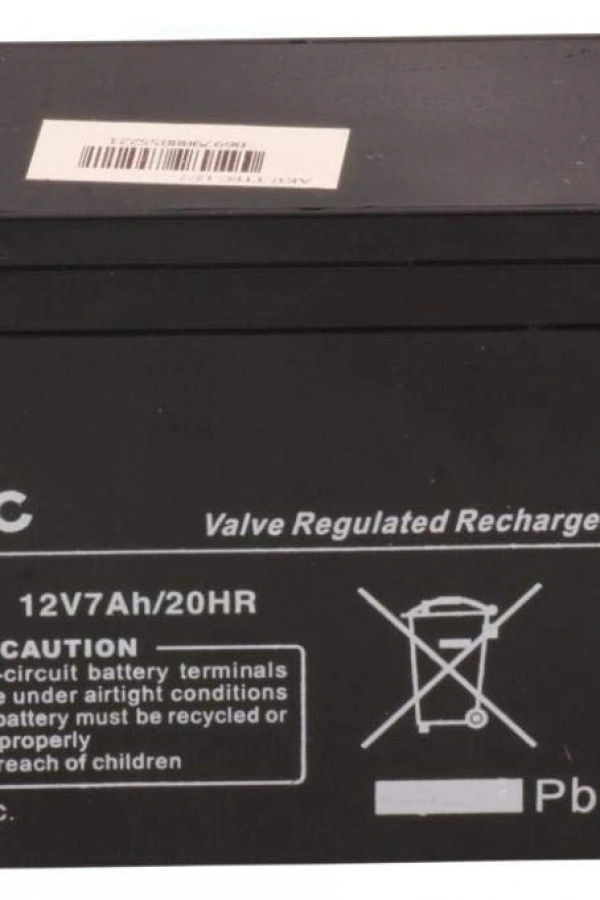 C
Valve Regulated Recharge
12V7Ah/20HR
CAUTION
-circuit battery terminals
e under airtight conditions
battery must be recycled or
properly
reach of children
C.
Pb